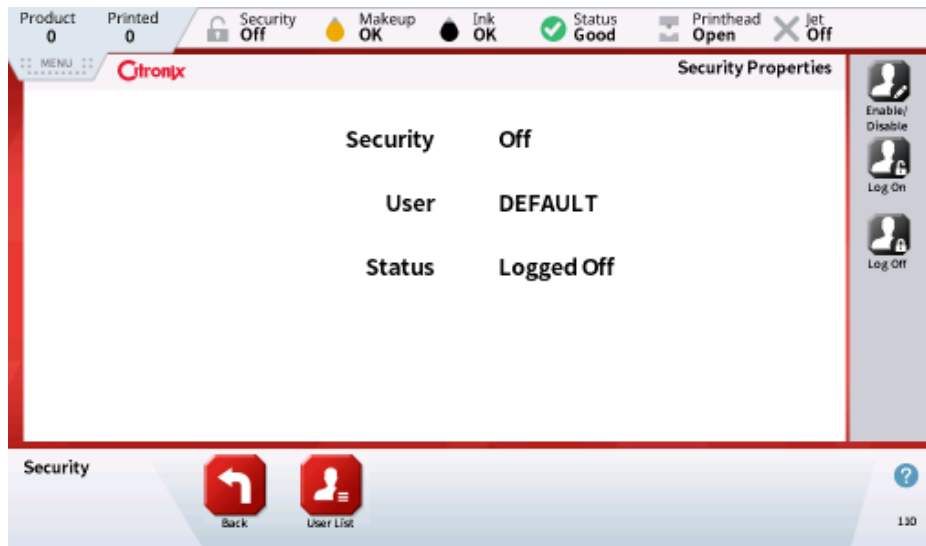 Product Printed Security Makeup Ink Status Printhead Jet
0 0 Off OK OK Good Open Off
MENU Citronix Security Properties
Enable/
Disable
Security Off
Log On
User DEFAULT
Status Logged Off
Log Off
Security
Back User List
110